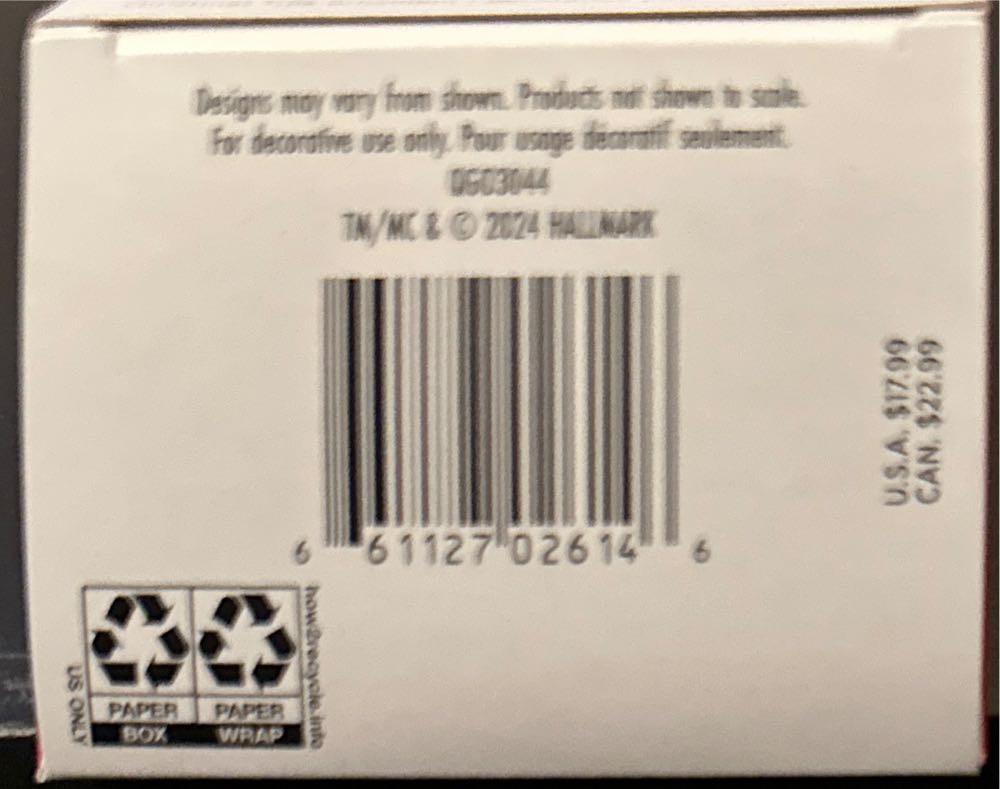 Designs may vary from shown. Products not shown to scale.
For decorative use only. Pour usage décoratif seulement.
QGO3044
TM/MC & © 2024 HALLMARK
6 61127 02614 6
U.S.A. $17.99
CAN. $22.99
how2recycle.info
US ONLY
PAPER PAPER
BOX WRAP